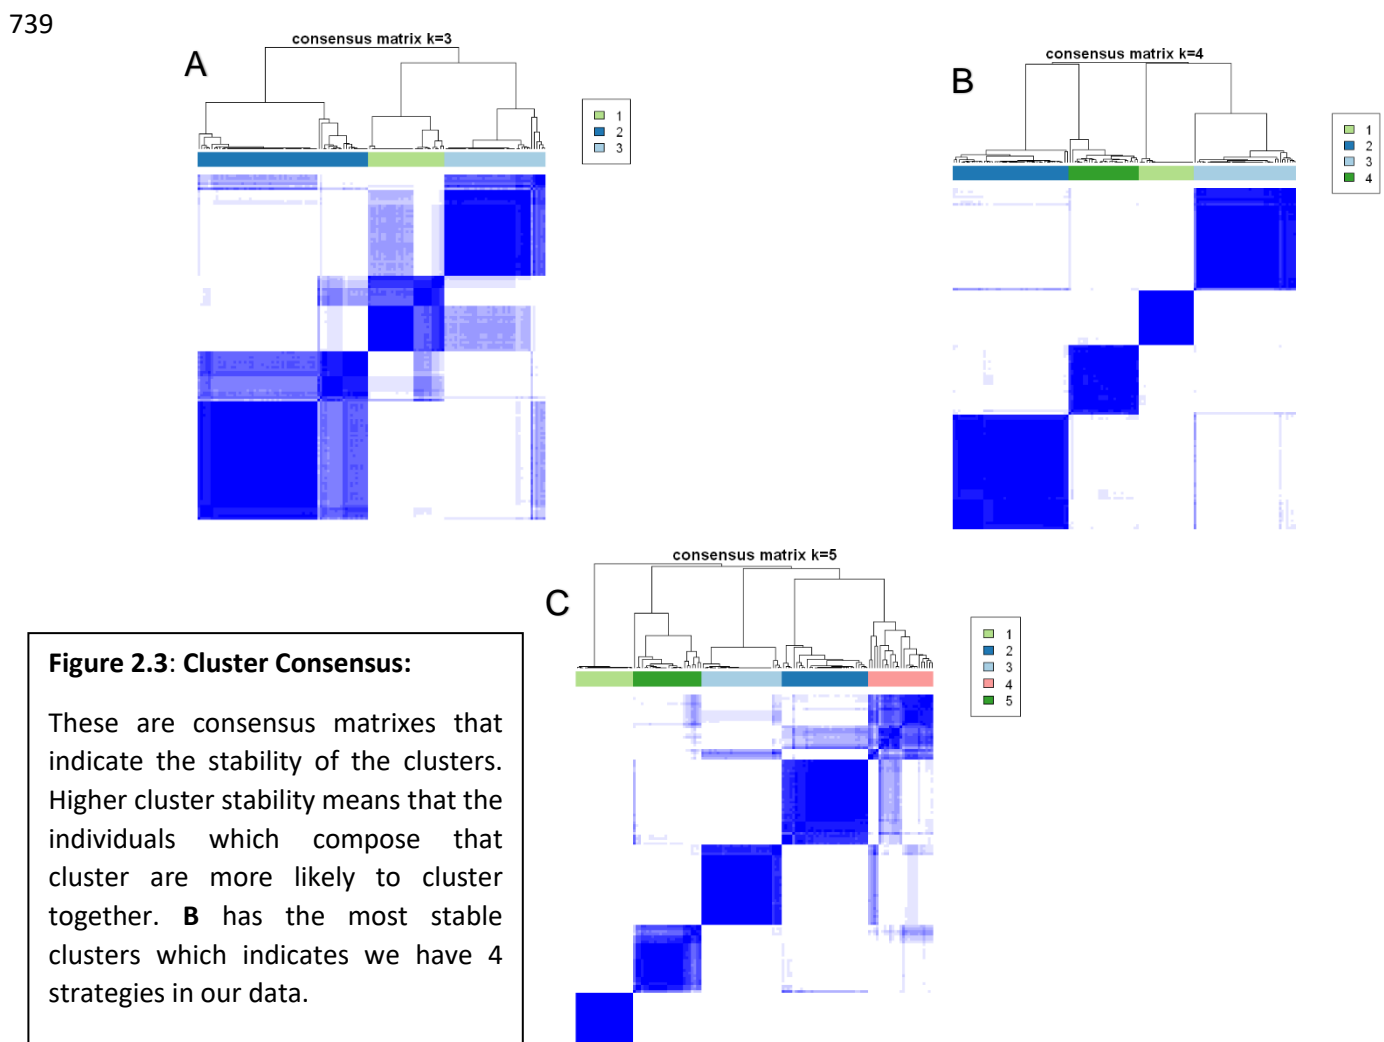 739
consensus matrix k=3
A
1
2
3
consensus matrix k=4
B
1
2
3
4
consensus matrix k=5
C
1
2
3
4
5
Figure 2.3: Cluster Consensus:
These are consensus matrixes that
indicate the stability of the clusters.
Higher cluster stability means that the
individuals which compose that
cluster are more likely to cluster
together. B has the most stable
clusters which indicates we have 4
strategies in our data.